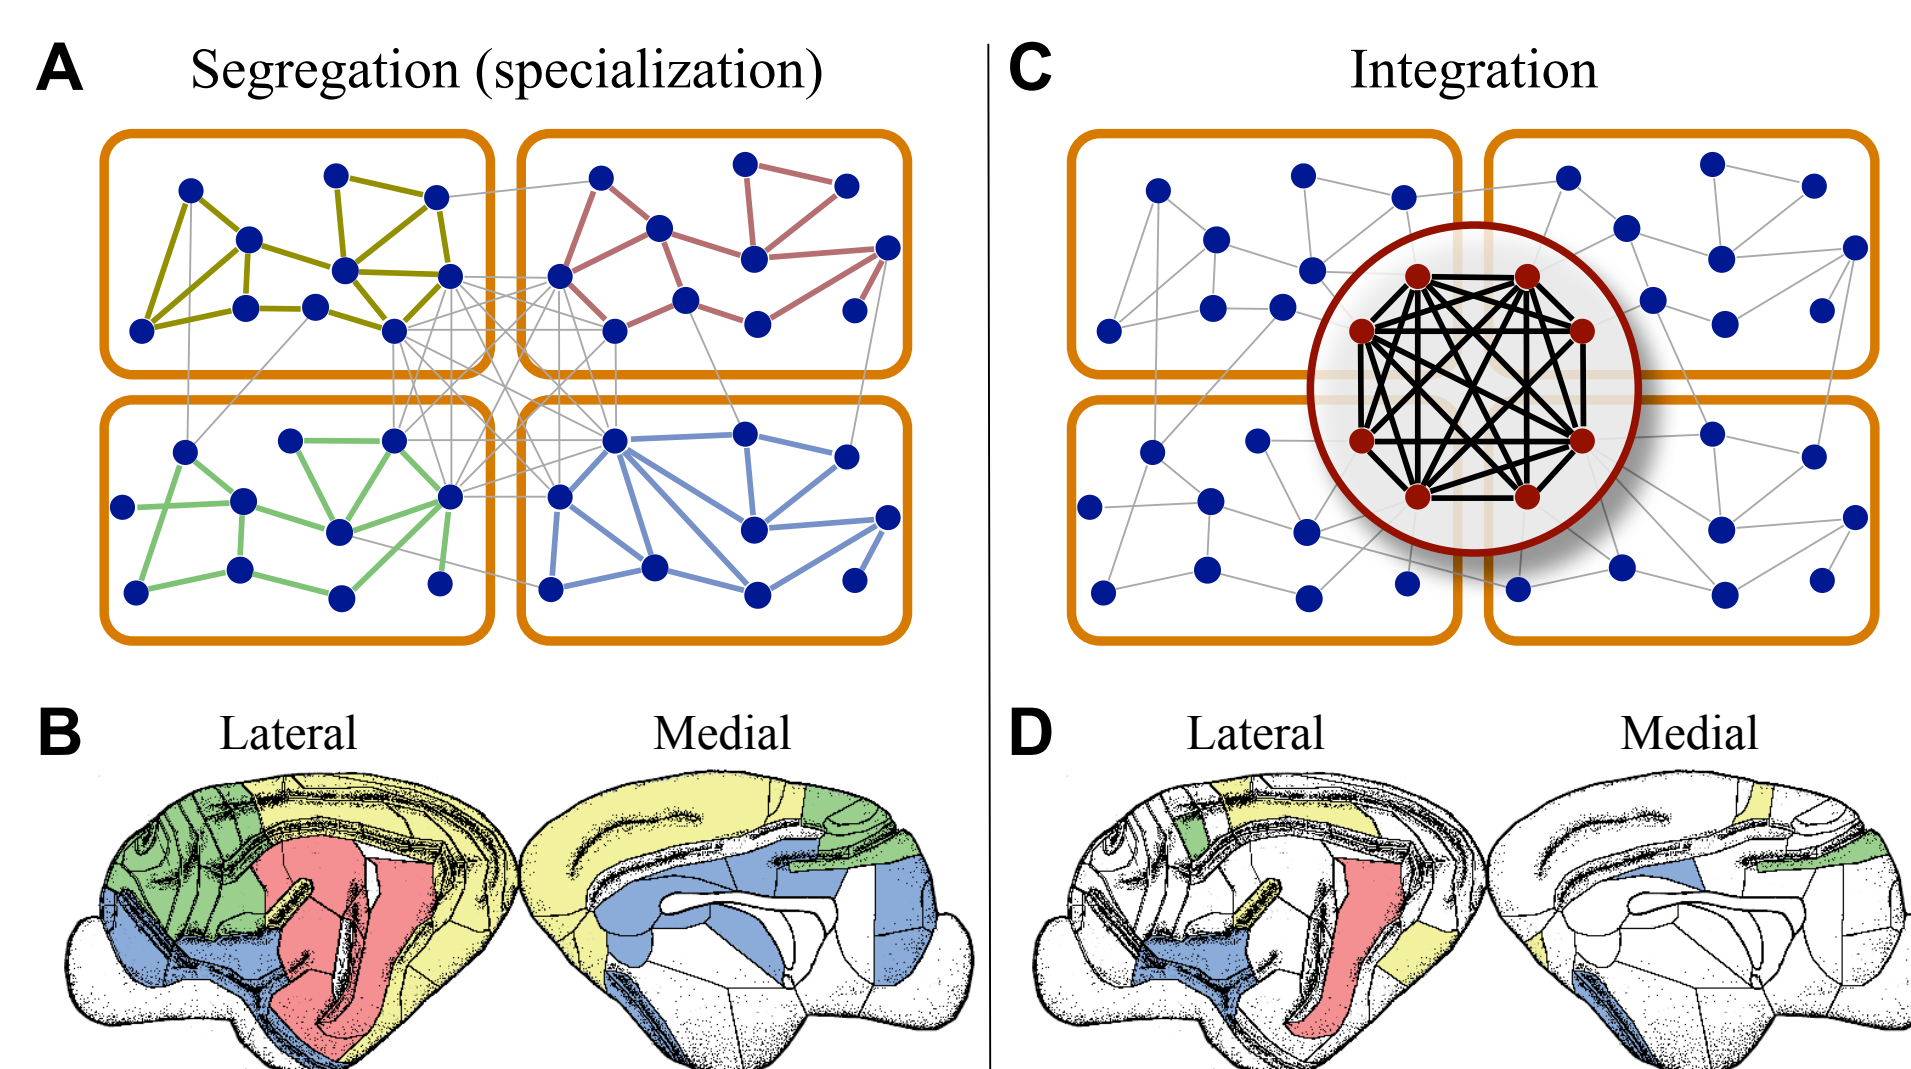 A
Segregation (specialization)
C
Integration
B
Lateral
Medial
D
Lateral
Medial